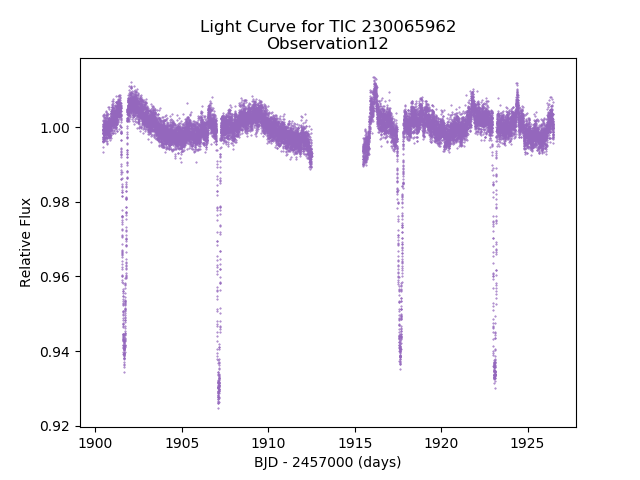 Light Curve for TIC 230065962
Observation12
1.00
0.98
0.96
0.94
0.92
Relative Flux
1900
1905
1910
1915
1920
1925
BJD - 2457000 (days)